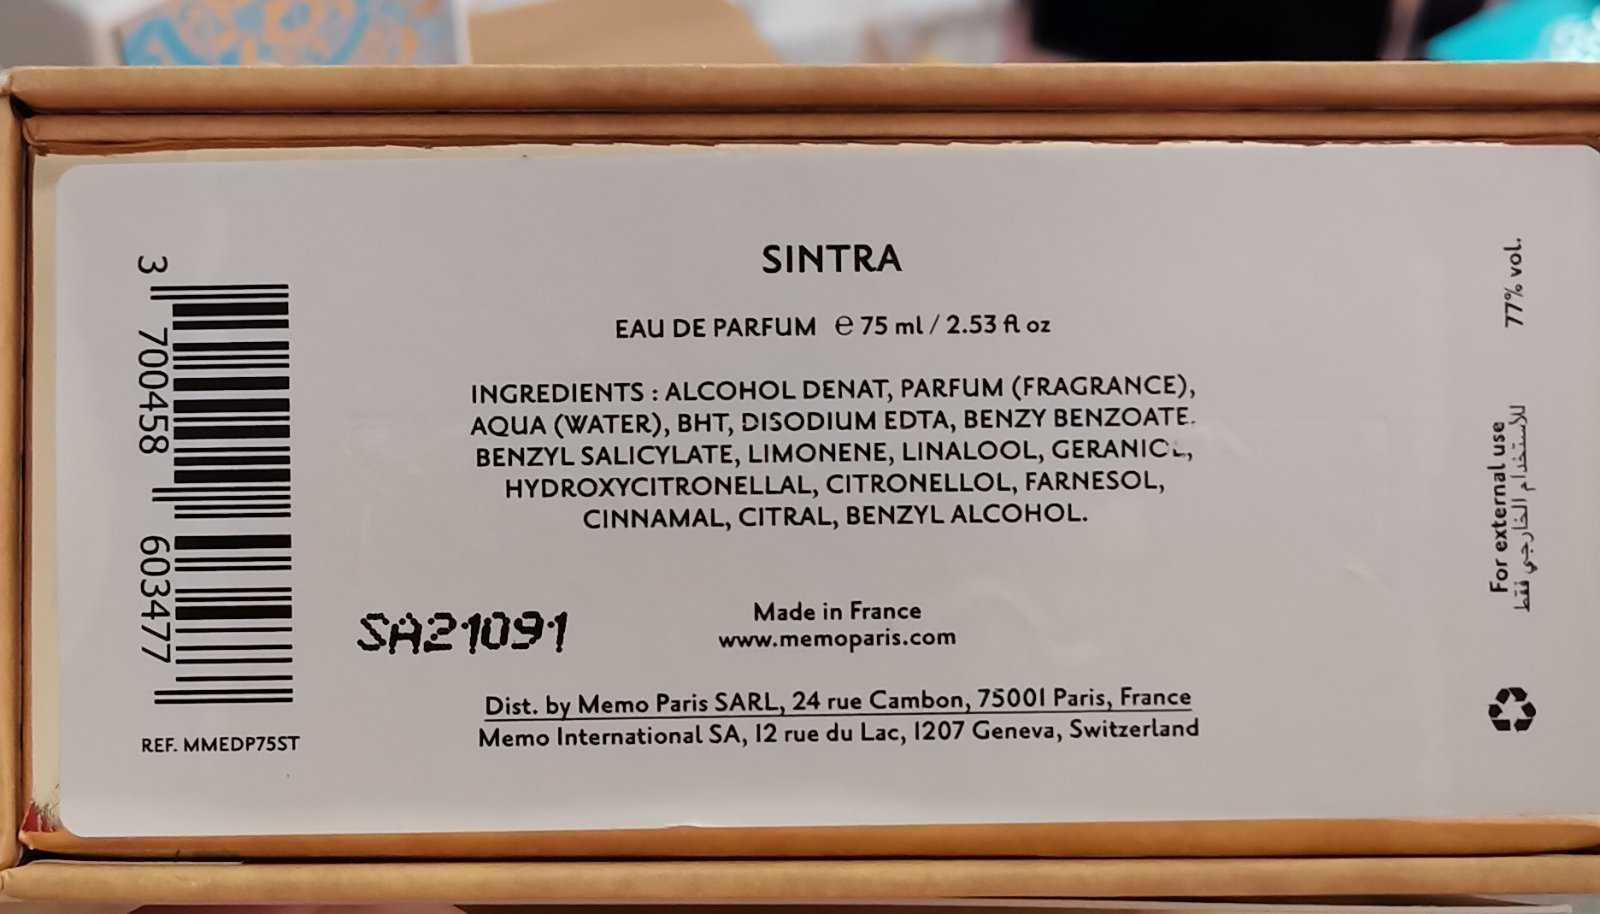 SINTRA
EAU DE PARFUM ℮ 75 ml / 2.53 fl oz
INGREDIENTS : ALCOHOL DENAT, PARFUM (FRAGRANCE),
AQUA (WATER), BHT, DISODIUM EDTA, BENZY BENZOATE.
BENZYL SALICYLATE, LIMONENE, LINALOOL, GERANIOL,
HYDROXYCITRONELLAL, CITRONELLOL, FARNESOL,
CINNAMAL, CITRAL, BENZYL ALCOHOL.
SA21091
Made in France
www.memoparis.com
Dist. by Memo Paris SARL, 24 rue Cambon, 75001 Paris, France
Memo International SA, 12 rue du Lac, 1207 Geneva, Switzerland
3 700458 603477
REF. MMEDP75ST
77% vol.
For external use
للاستخدام الخارجي فقط